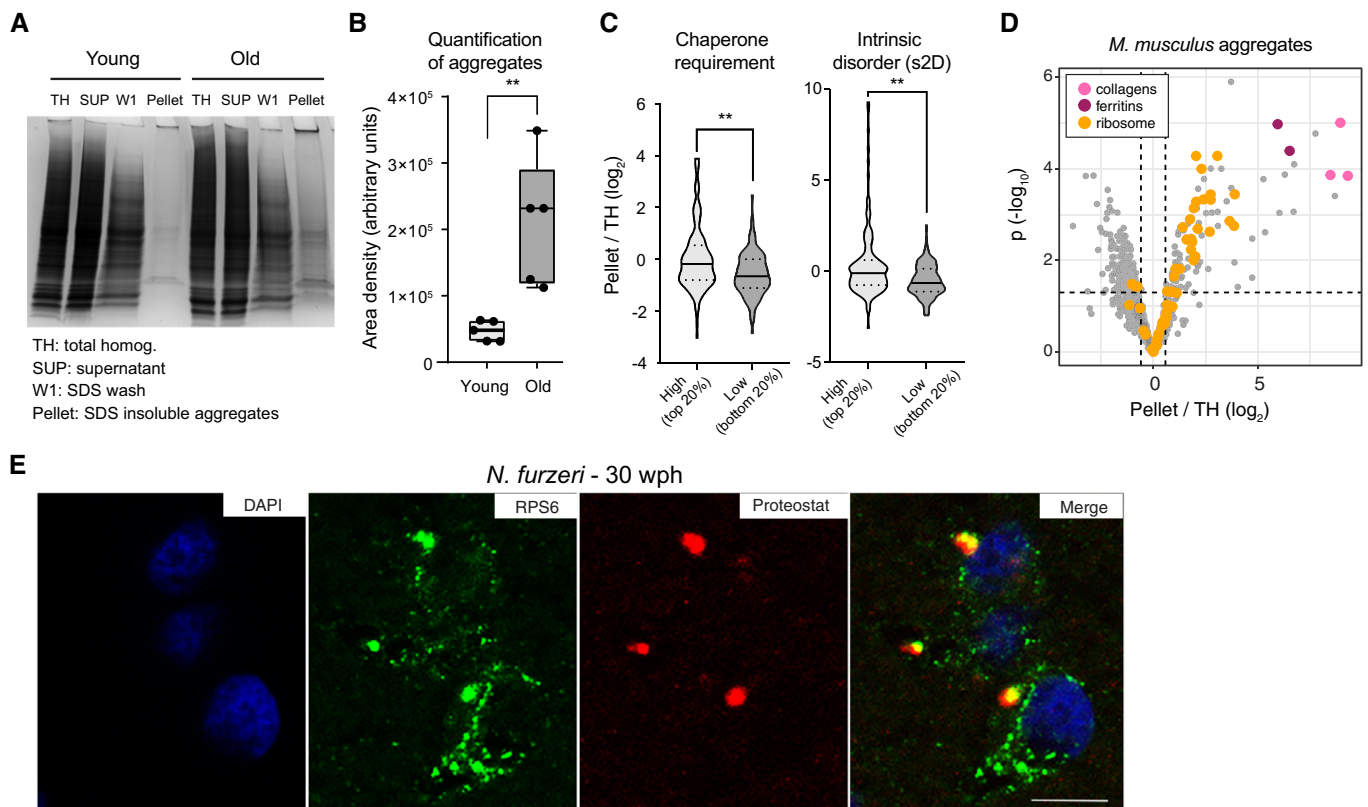 A
Young Old
TH SUP W1 Pellet TH SUP W1 Pellet
TH: total homog.
SUP: supernatant
W1: SDS wash
Pellet: SDS insoluble aggregates
B
Quantification
of aggregates
**
Area density (arbitrary units)
4×10⁵
3×10⁵
2×10⁵
1×10⁵
0
Young Old
C
Chaperone
requirement
**
Pellet / TH (log₂)
6
4
2
0
-2
-4
High
(top 20%)
Low
(bottom 20%)
Intrinsic
disorder (s2D)
**
10
5
0
-5
High
(top 20%)
Low
(bottom 20%)
D
M. musculus aggregates
collagens
ferritins
ribosome
p (-log₁₀)
6
4
2
0
0 5
Pellet / TH (log₂)
E
N. furzeri - 30 wph
DAPI RPS6 Proteostat Merge